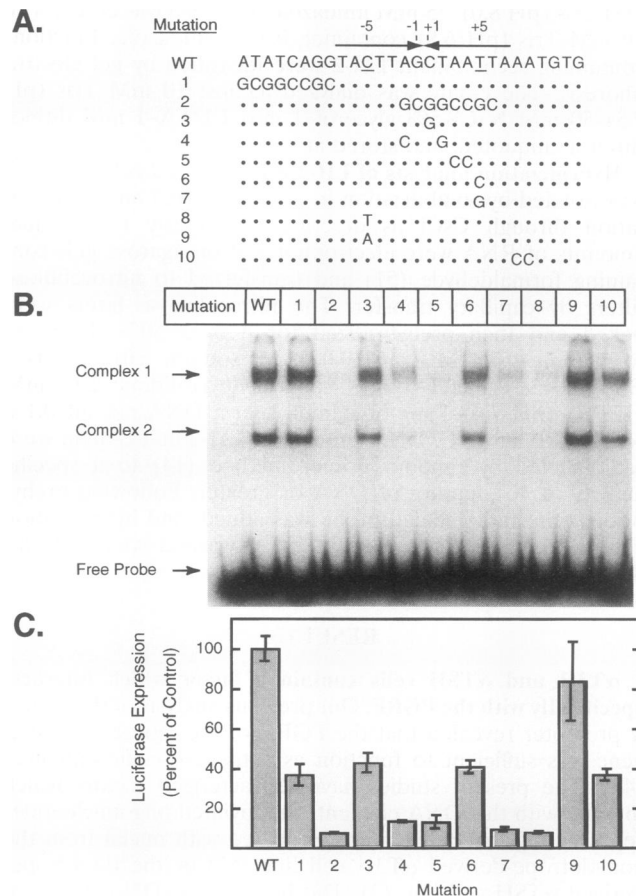 A.
Mutation
-5 -1 +1 +5
WT ATATCAGGTACTTAGCTAATTAAATGTG
1 GCGGCCGC····················
2 ·············GCGGCCGC·······
3 ···············G············
4 ·············C··G···········
5 ·················CC·········
6 ···················C········
7 ···················G········
8 ··········T·················
9 ··········A·················
10 ······················CC····
B.
Mutation WT 1 2 3 4 5 6 7 8 9 10
Complex 1
Complex 2
Free Probe
C.
Luciferase Expression
(Percent of Control)
100
80
60
40
20
0
WT 1 2 3 4 5 6 7 8 9 10
Mutation